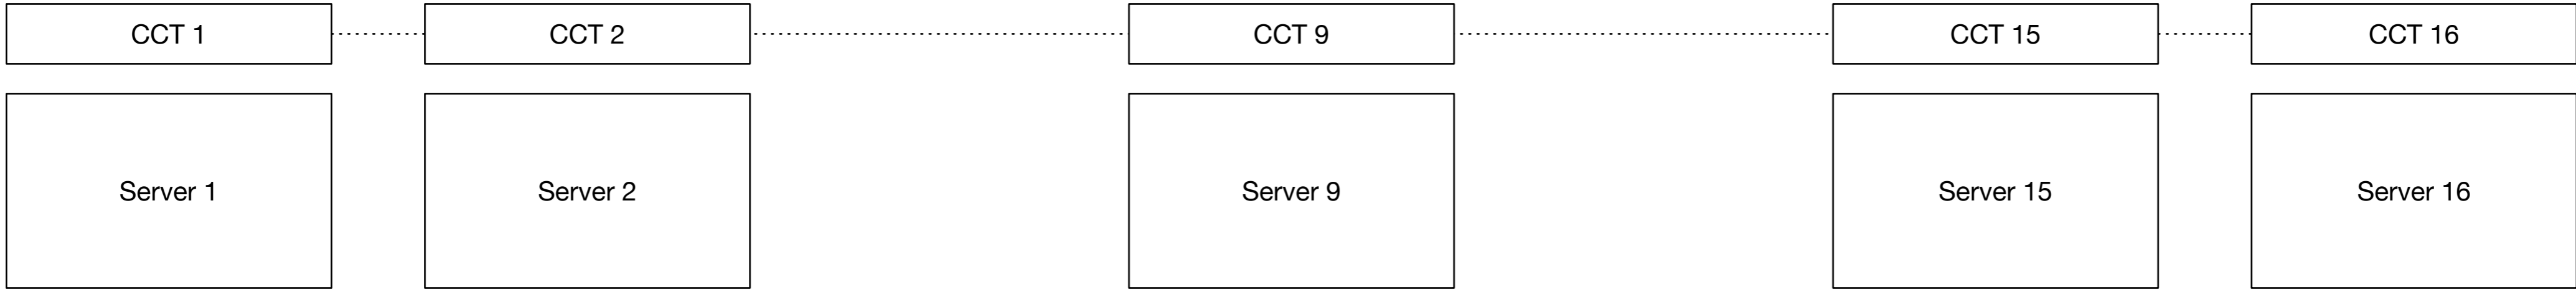 CCT 1
CCT 2
CCT 9
CCT 15
CCT 16
Server 1
Server 2
Server 9
Server 15
Server 16